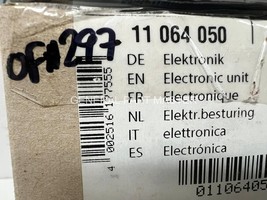 OFA297
11 064 050
DE Elektronik
EN Electronic unit
FR Electronique
NL Elektr.besturing
IT elettronica
ES Electrónica
4 002516 177555
01106405